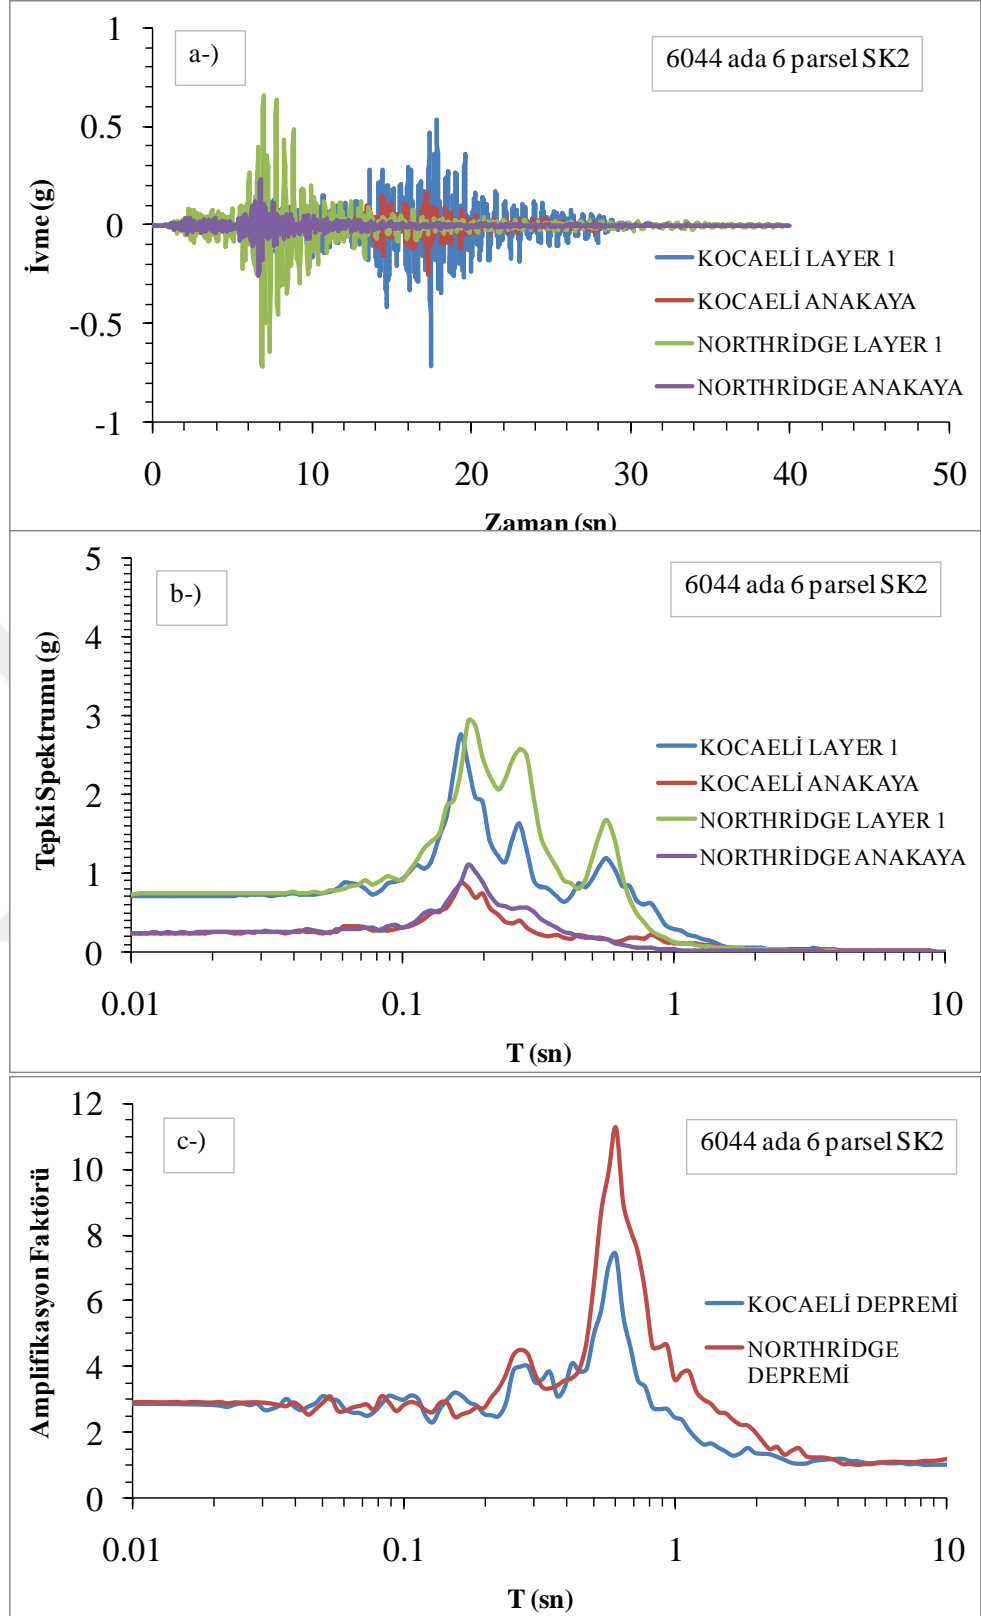 a-)
6044 ada 6 parsel SK2
İvme (g)
1
0.5
0
-0.5
-1
KOCAELİ LAYER 1
KOCAELİ ANAKAYA
NORTHRİDGE LAYER 1
NORTHRİDGE ANAKAYA
0 10 20 30 40 50
Zaman (sn)
b-)
6044 ada 6 parsel SK2
Tepki Spektrumu (g)
5
4
3
2
1
0
KOCAELİ LAYER 1
KOCAELİ ANAKAYA
NORTHRİDGE LAYER 1
NORTHRİDGE ANAKAYA
0.01 0.1 1 10
T (sn)
c-)
6044 ada 6 parsel SK2
Amplifikasyon Faktörü
12
10
8
6
4
2
0
KOCAELİ DEPREMİ
NORTHRİDGE
DEPREMİ
0.01 0.1 1 10
T (sn)